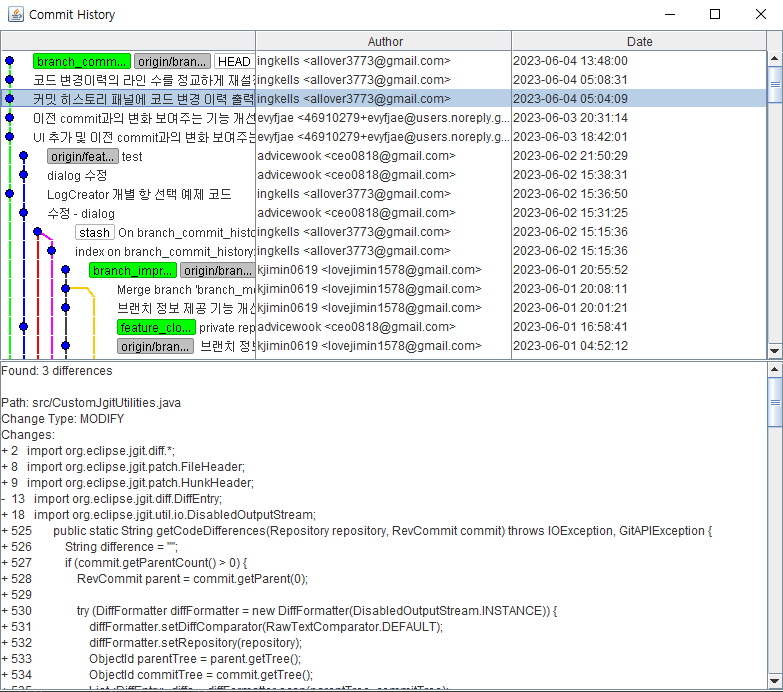 Commit History
Author Date
branch_comm... origin/bran... HEAD ingkells <allover3773@gmail.com> 2023-06-04 13:48:00
코드 변경이력의 라인 수를 정교하게 재설 ingkells <allover3773@gmail.com> 2023-06-04 05:08:31
커밋 히스토리 패널에 코드 변경 이력 출력 ingkells <allover3773@gmail.com> 2023-06-04 05:04:09
이전 commit과의 변화 보여주는 기능 개선 evyfjae <46910279+evyfjae@users.noreply.g... 2023-06-03 20:31:14
UI 추가 및 이전 commit과의 변화 보여주는 evyfjae <46910279+evyfjae@users.noreply.g... 2023-06-03 18:42:01
origin/feat... test advicewook <ceo0818@gmail.com> 2023-06-02 21:50:29
dialog 수정 advicewook <ceo0818@gmail.com> 2023-06-02 15:38:31
LogCreator 개별 항 선택 예제 코드 ingkells <allover3773@gmail.com> 2023-06-02 15:36:50
수정 - dialog advicewook <ceo0818@gmail.com> 2023-06-02 15:31:25
stash On branch_commit_histo ingkells <allover3773@gmail.com> 2023-06-02 15:15:36
index on branch_commit_history: ingkells <allover3773@gmail.com> 2023-06-02 15:15:36
branch_impr... origin/bran... kjimin0619 <lovejimin1578@gmail.com> 2023-06-01 20:55:52
Merge branch 'branch_m kjimin0619 <lovejimin1578@gmail.com> 2023-06-01 20:08:11
브랜치 정보 제공 기능 개선 kjimin0619 <lovejimin1578@gmail.com> 2023-06-01 20:01:21
feature_clo... private rep advicewook <ceo0818@gmail.com> 2023-06-01 16:58:41
origin/bran... 브랜치 정보 kjimin0619 <lovejimin1578@gmail.com> 2023-06-01 04:52:12
Found: 3 differences
Path: src/CustomJgitUtilities.java
Change Type: MODIFY
Changes:
+ 2 import org.eclipse.jgit.diff.*;
+ 8 import org.eclipse.jgit.patch.FileHeader;
+ 9 import org.eclipse.jgit.patch.HunkHeader;
- 13 import org.eclipse.jgit.diff.DiffEntry;
+ 18 import org.eclipse.jgit.util.io.DisabledOutputStream;
+ 525 public static String getCodeDifferences(Repository repository, RevCommit commit) throws IOException, GitAPIException {
+ 526 String difference = "";
+ 527 if (commit.getParentCount() > 0) {
+ 528 RevCommit parent = commit.getParent(0);
+ 529
+ 530 try (DiffFormatter diffFormatter = new DiffFormatter(DisabledOutputStream.INSTANCE)) {
+ 531 diffFormatter.setDiffComparator(RawTextComparator.DEFAULT);
+ 532 diffFormatter.setRepository(repository);
+ 533 ObjectId parentTree = parent.getTree();
+ 534 ObjectId commitTree = commit.getTree();